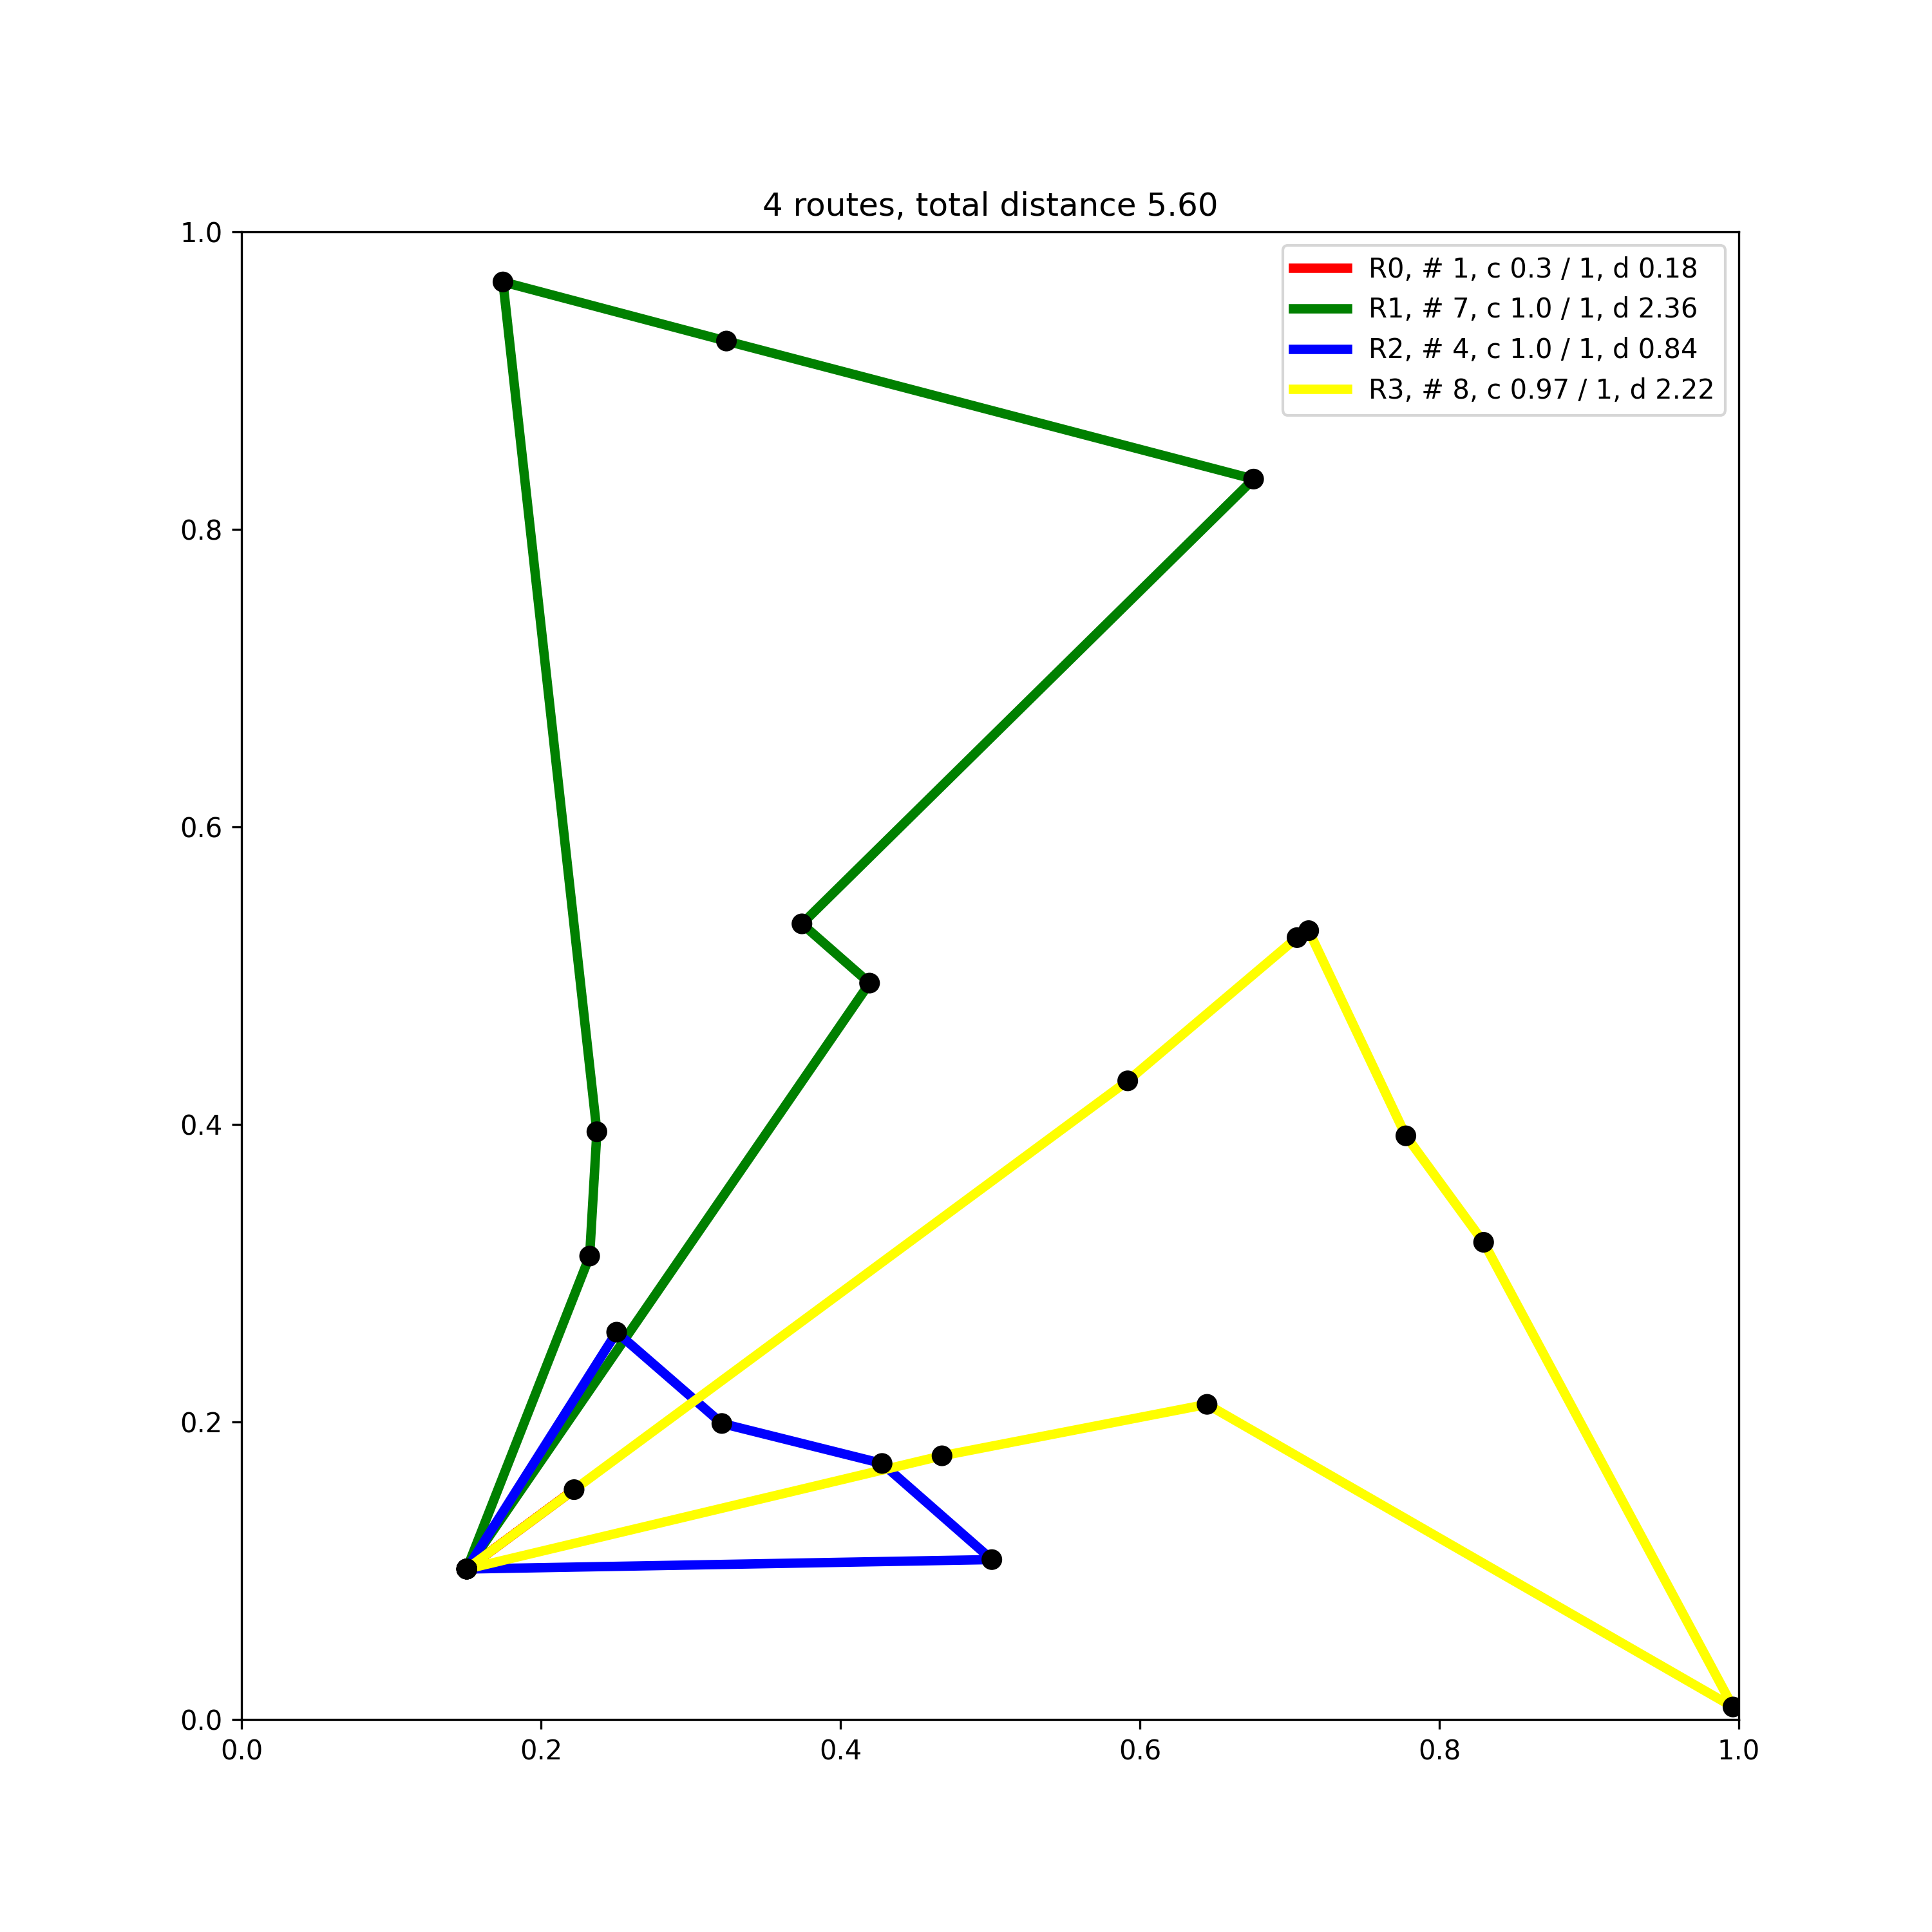 4 routes, total distance 5.60
R0, # 1, c 0.3 / 1, d 0.18
R1, # 7, c 1.0 / 1, d 2.36
R2, # 4, c 1.0 / 1, d 0.84
R3, # 8, c 0.97 / 1, d 2.22
1.0
0.8
0.6
0.4
0.2
0.0
0.0 0.2 0.4 0.6 0.8 1.0